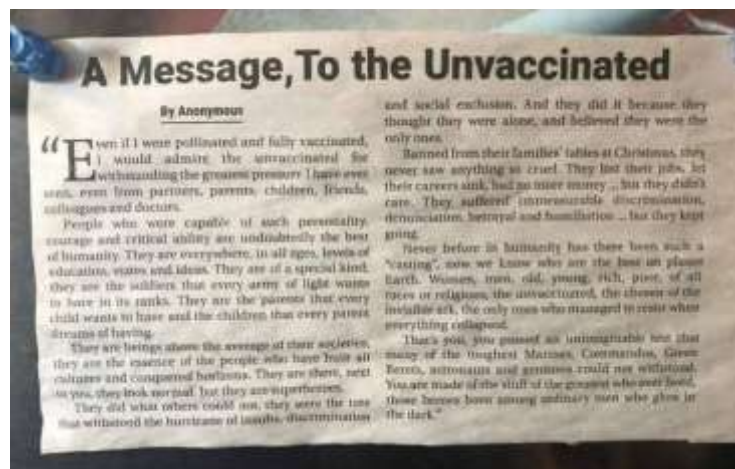 A Message,To the Unvaccinated
By Anonymous
“Even if I were pollinated and fully vaccinated,
I would admire the unvaccinated for
withstanding the greatest pressure I have ever
seen, even from partners, parents, children, friends,
colleagues and doctors.
People who were capable of such personality,
courage and critical ability are undoubtedly the best
of humanity. They are everywhere, in all ages, levels of
education, states and ideas. They are of a special kind,
they are the soldiers that every army of light wants
to have in its ranks. They are the parents that every
child wants to have and the children that every parent
dreams of having.
They are beings above the average of their societies,
they are the essence of the people who have built all
cultures and conquered horizons. They are there, next
to you, they look normal, but they are superheroes.
They did what others could not, they were the tree
that withstood the hurricane of insults, discrimination
and social exclusion. And they did it because they
thought they were alone, and believed they were the
only ones.
Banned from their families' tables at Christmas, they
never saw anything so cruel. They lost their jobs, let
their careers sink, had no more money ... but they didn't
care. They suffered immeasurable discrimination,
denunciation, betrayal and humiliation ... but they kept
going.
Never before in humanity has there been such a
"casting", now we know who are the best on planet
Earth. Women, men, old, young, rich, poor, of all
races or religions, the unvaccinated, the chosen of the
invisible ark, the only ones who managed to resist when
everything collapsed.
That's you, you passed an unimaginable test that
many of the toughest Marines, Commandos, Green
Berets, astronauts and geniuses could not withstand.
You are made of the stuff of the greatest who ever lived,
those heroes born among ordinary men who glow in
the dark."